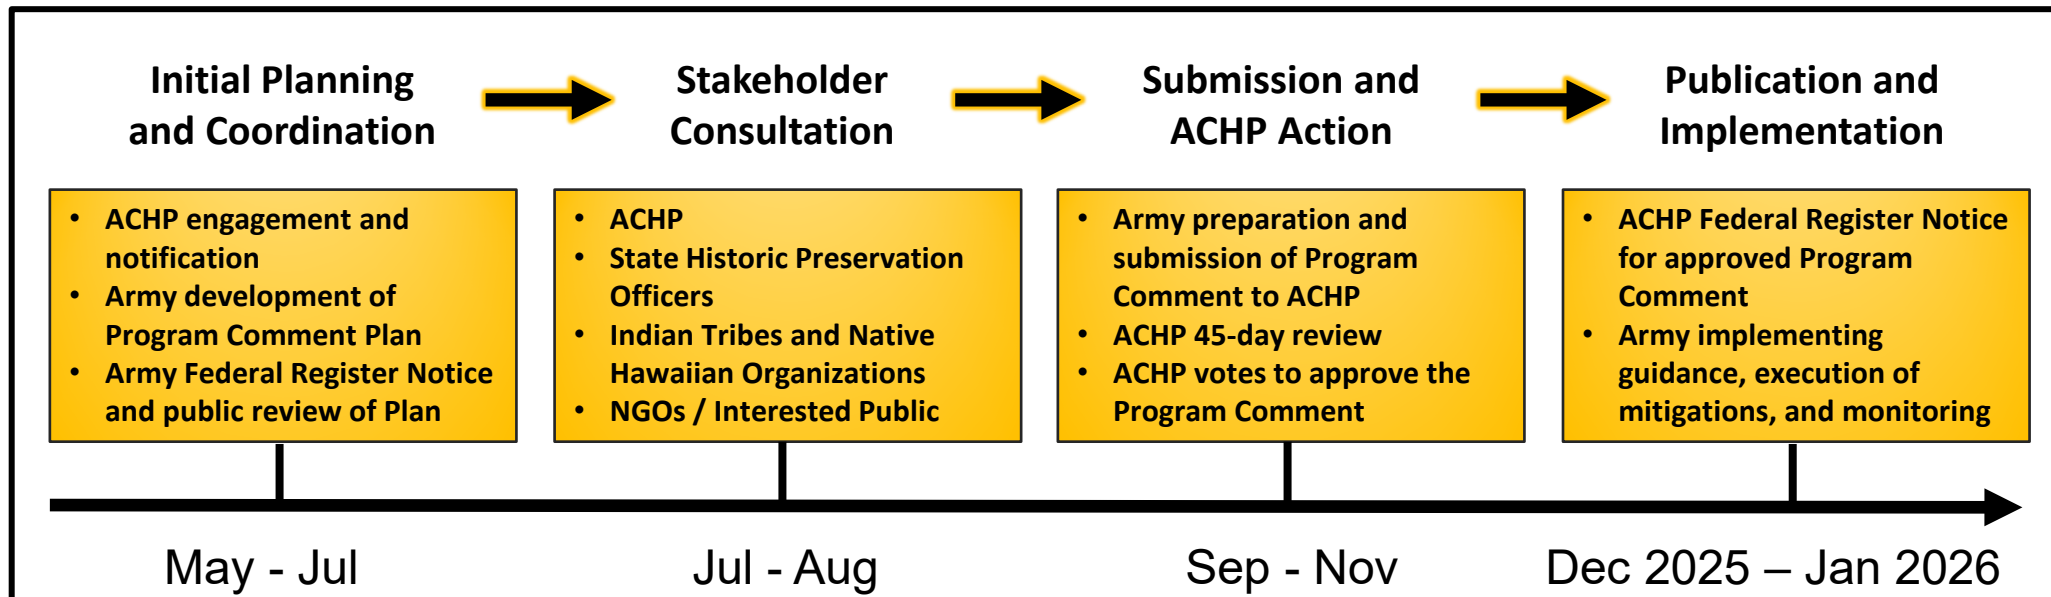 Initial Planning
and Coordination
Stakeholder
Consultation
Submission and
ACHP Action
Publication and
Implementation
• ACHP engagement and
notification
• Army development of
Program Comment Plan
• Army Federal Register Notice
and public review of Plan
• ACHP
• State Historic Preservation
Officers
• Indian Tribes and Native
Hawaiian Organizations
• NGOs / Interested Public
• Army preparation and
submission of Program
Comment to ACHP
• ACHP 45-day review
• ACHP votes to approve the
Program Comment
• ACHP Federal Register Notice
for approved Program
Comment
• Army implementing
guidance, execution of
mitigations, and monitoring
May - Jul
Jul - Aug
Sep - Nov
Dec 2025 – Jan 2026